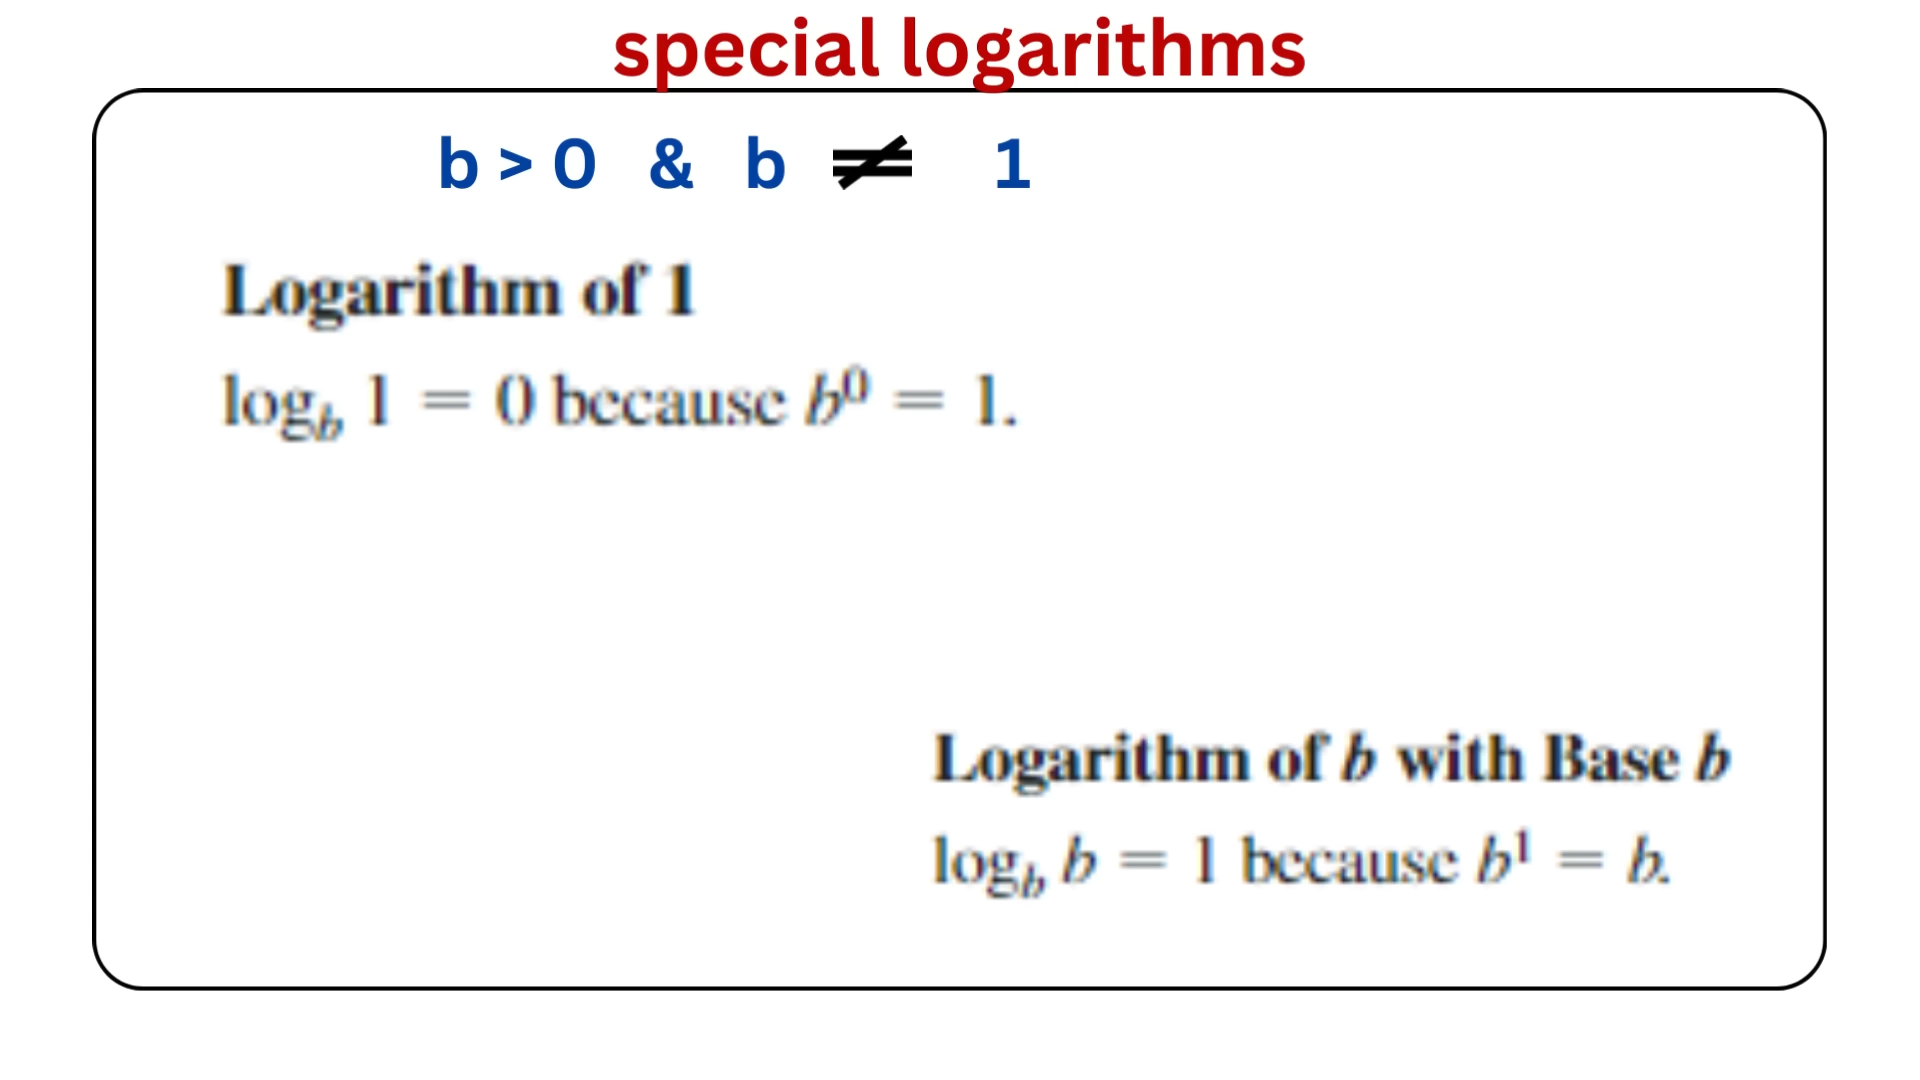 special logarithms
b > 0 & b ≠ 1
Logarithm of 1
log_b 1 = 0 because b^0 = 1.
Logarithm of b with Base b
log_b b = 1 because b^1 = b.